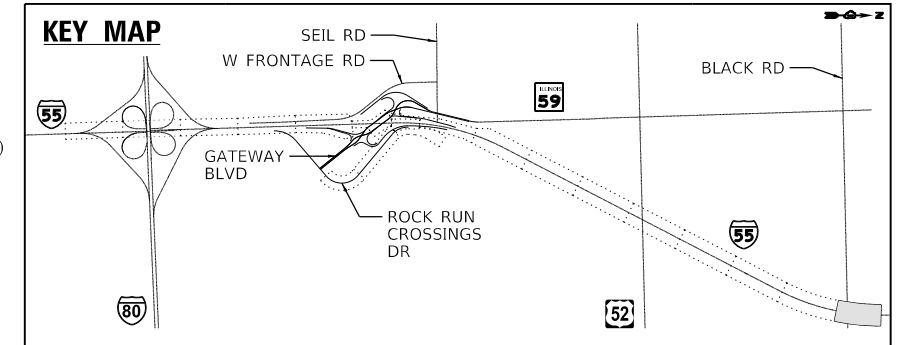 KEY MAP
Z
SEIL RD
W FRONTAGE RD
BLACK RD
ILLINOIS
59
55
)
GATEWAY
BLVD
ROCK RUN
CROSSINGS
DR
55
80
52